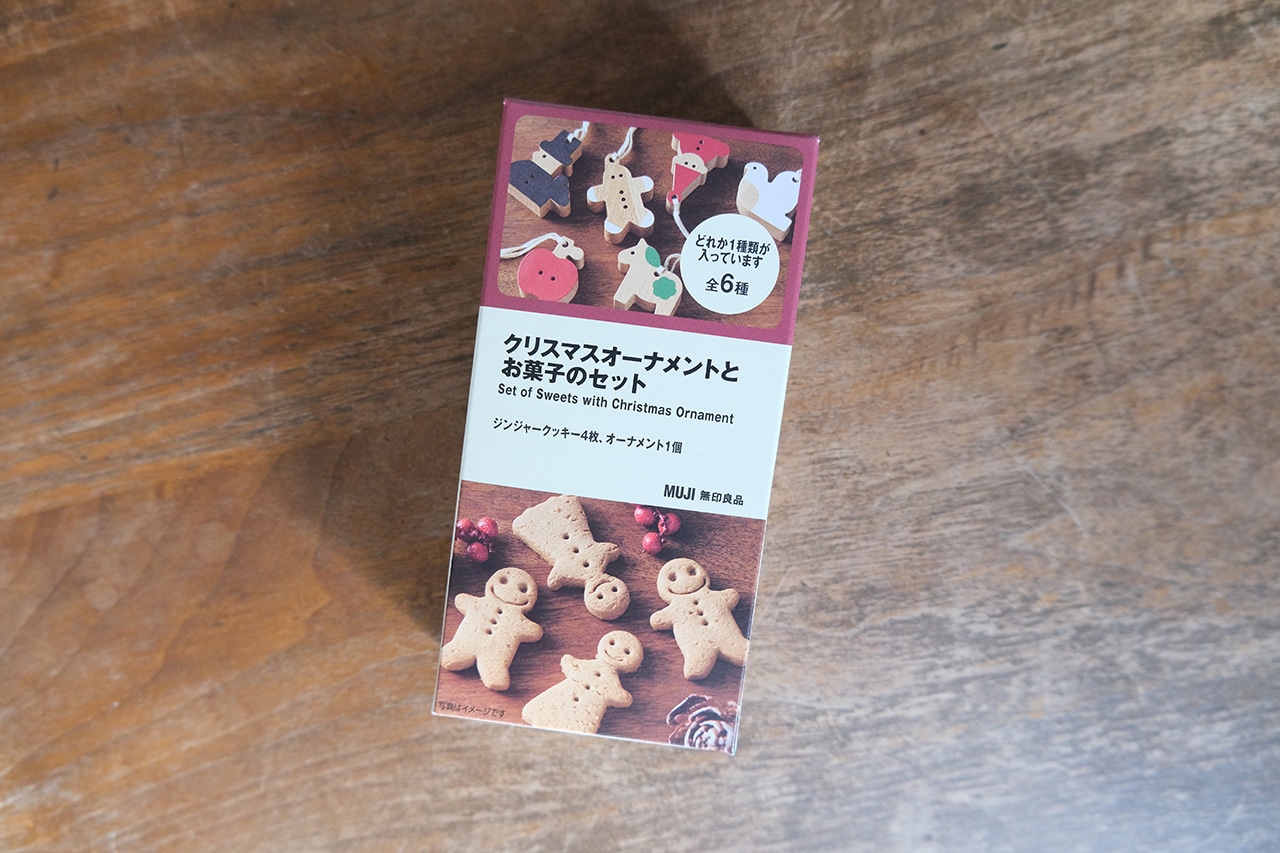 どれか1種類が
入っています
全6種
クリスマスオーナメントと
お菓子のセット
Set of Sweets with Christmas Ornament
ジンジャークッキー4枚、オーナメント1個
MUJI 無印良品
写真はイメージです